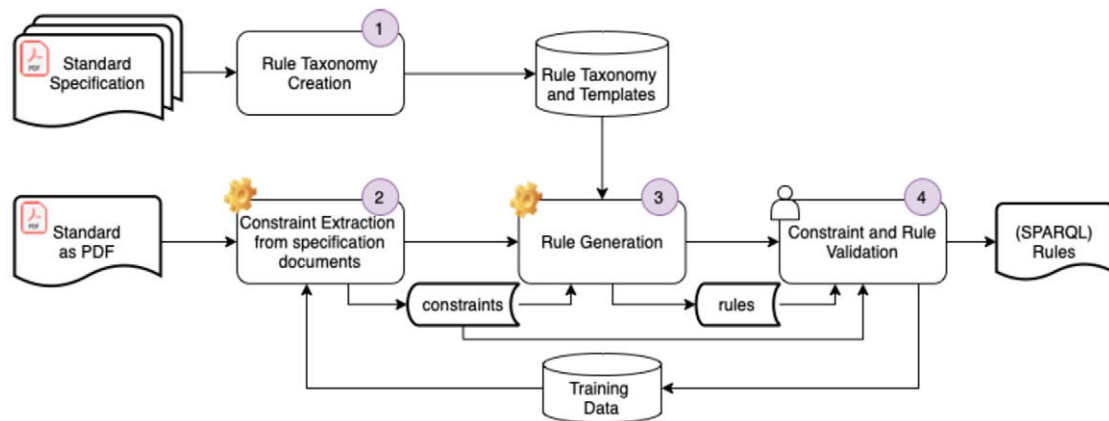 1
PDF
Standard
Specification
Rule Taxonomy
Creation
Rule Taxonomy
and Templates
2
3
4
PDF
Standard
as PDF
Constraint Extraction
from specification
documents
Rule Generation
Constraint and Rule
Validation
(SPARQL)
Rules
constraints
rules
Training
Data